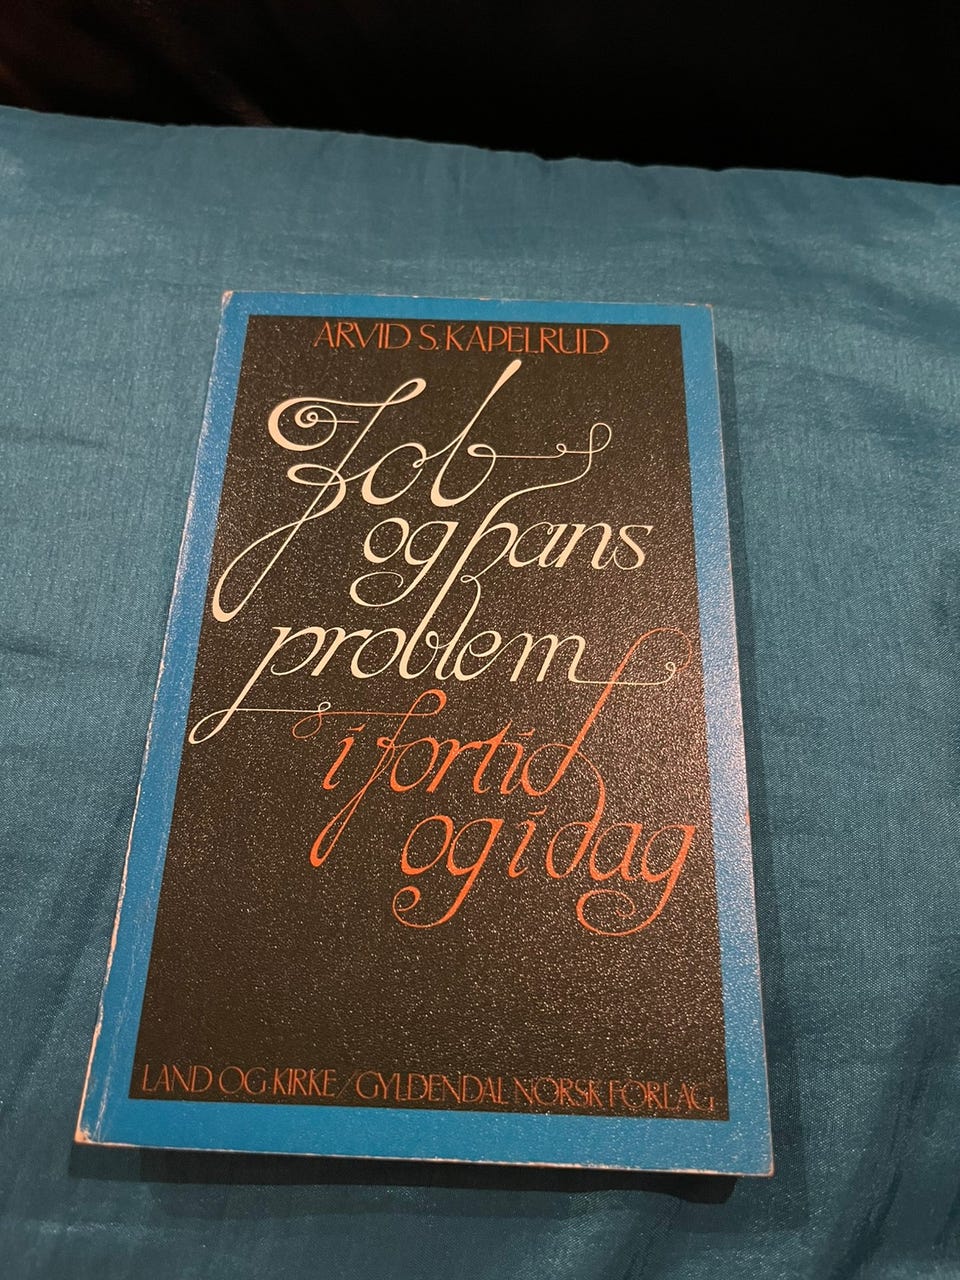 ARVID S. KAPELRUD
Job
og hans
problem
i fortid
og i dag
LAND OG KIRKE/GYLDENDAL NORSK FORLAG